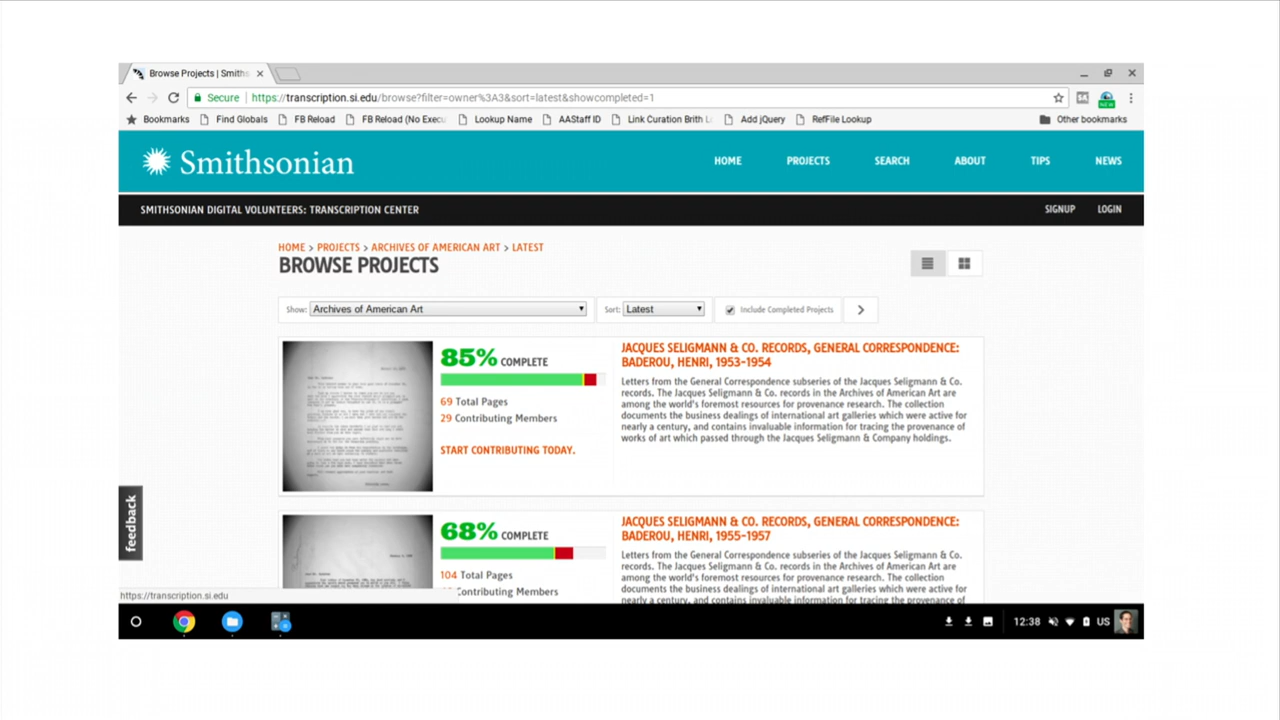 Browse Projects | Smiths
Secure https://transcription.si.edu/browse?filter=owner%3A3&sort=latest&showcompleted=1
Bookmarks Find Globals FB Reload FB Reload (No Execu Lookup Name AAStaff ID Link Curation Brith Li Add jQuery RefFile Lookup Other bookmarks
Smithsonian HOME PROJECTS SEARCH ABOUT TIPS NEWS
SMITHSONIAN DIGITAL VOLUNTEERS: TRANSCRIPTION CENTER SIGNUP LOGIN
HOME > PROJECTS > ARCHIVES OF AMERICAN ART > LATEST
BROWSE PROJECTS
Show: Archives of American Art Sort: Latest Include Completed Projects
85% COMPLETE
69 Total Pages
29 Contributing Members
START CONTRIBUTING TODAY.
JACQUES SELIGMANN & CO. RECORDS, GENERAL CORRESPONDENCE:
BADEROU, HENRI, 1953-1954
Letters from the General Correspondence subseries of the Jacques Seligmann & Co.
records. The Jacques Seligmann & Co. records in the Archives of American Art are
among the world's foremost resources for provenance research. The collection
documents the business dealings of international art galleries which were active for
nearly a century, and contains invaluable information for tracing the provenance of
works of art which passed through the Jacques Seligmann & Company holdings.
feedback
68% COMPLETE
104 Total Pages
Contributing Members
JACQUES SELIGMANN & CO. RECORDS, GENERAL CORRESPONDENCE:
BADEROU, HENRI, 1955-1957
Letters from the General Correspondence subseries of the Jacques Seligmann & Co.
records. The Jacques Seligmann & Co. records in the Archives of American Art are
among the world's foremost resources for provenance research. The collection
documents the business dealings of international art galleries which were active for
nearly a century, and contains invaluable information for tracing the provenance of
https://transcription.si.edu
12:38 US